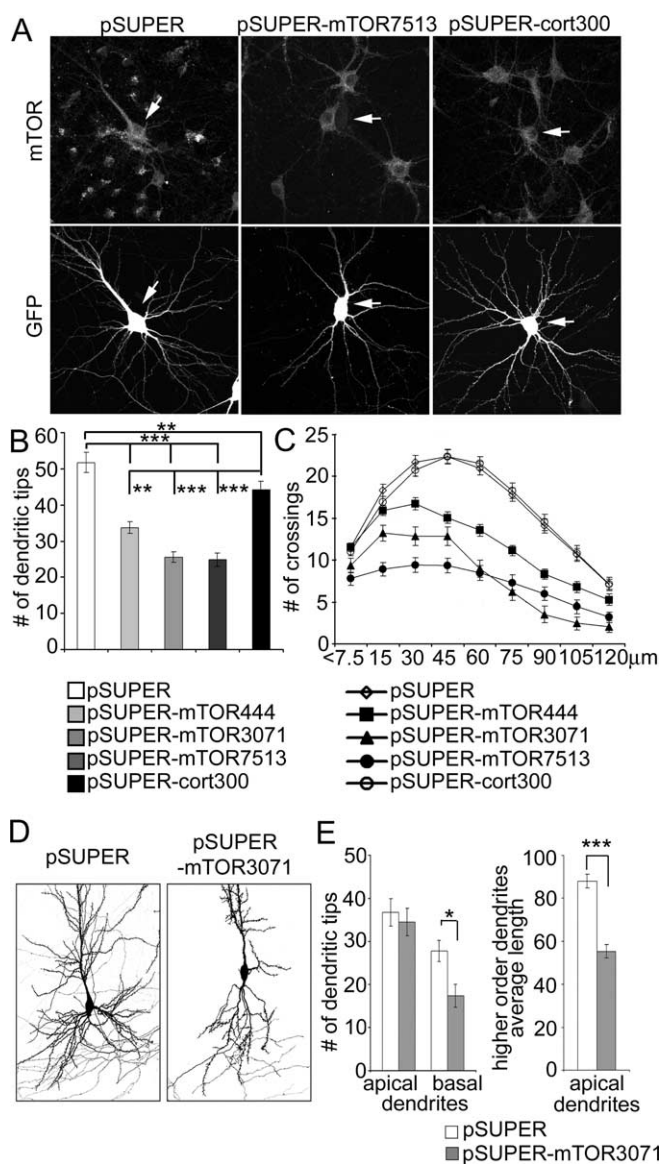 A
pSUPER pSUPER-mTOR7513 pSUPER-cort300
mTOR
GFP
B
# of dendritic tips
60
50
40
30
20
10
0
**
***
** *** ***
pSUPER
pSUPER-mTOR444
pSUPER-mTOR3071
pSUPER-mTOR7513
pSUPER-cort300
C
# of crossings
25
20
15
10
5
0
<7.5 15 30 45 60 75 90 105 120μm
pSUPER
pSUPER-mTOR444
pSUPER-mTOR3071
pSUPER-mTOR7513
pSUPER-cort300
D
pSUPER
pSUPER
-mTOR3071
E
# of dendritic tips
50
40
30
20
10
0
*
apical basal
dendrites
higher order dendrites
average length
100
80
60
40
20
0
***
apical
dendrites
pSUPER
pSUPER-mTOR3071